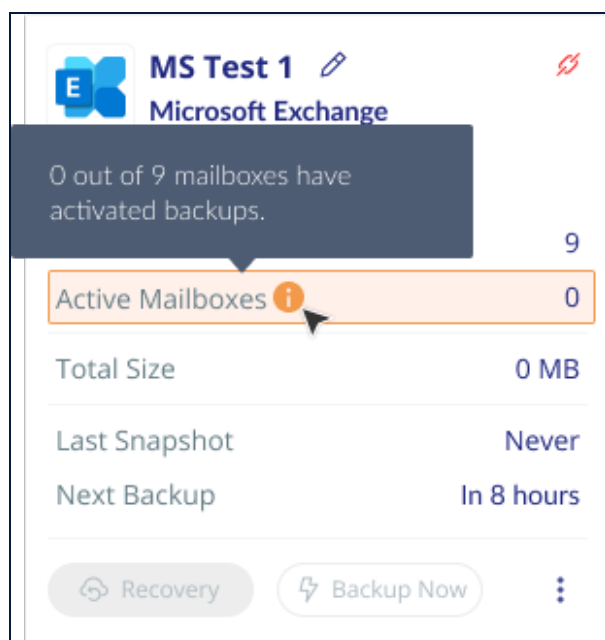 E
MS Test 1
Microsoft Exchange
0 out of 9 mailboxes have
activated backups.
9
Active Mailboxes i 0
Total Size 0 MB
Last Snapshot Never
Next Backup In 8 hours
Recovery Backup Now